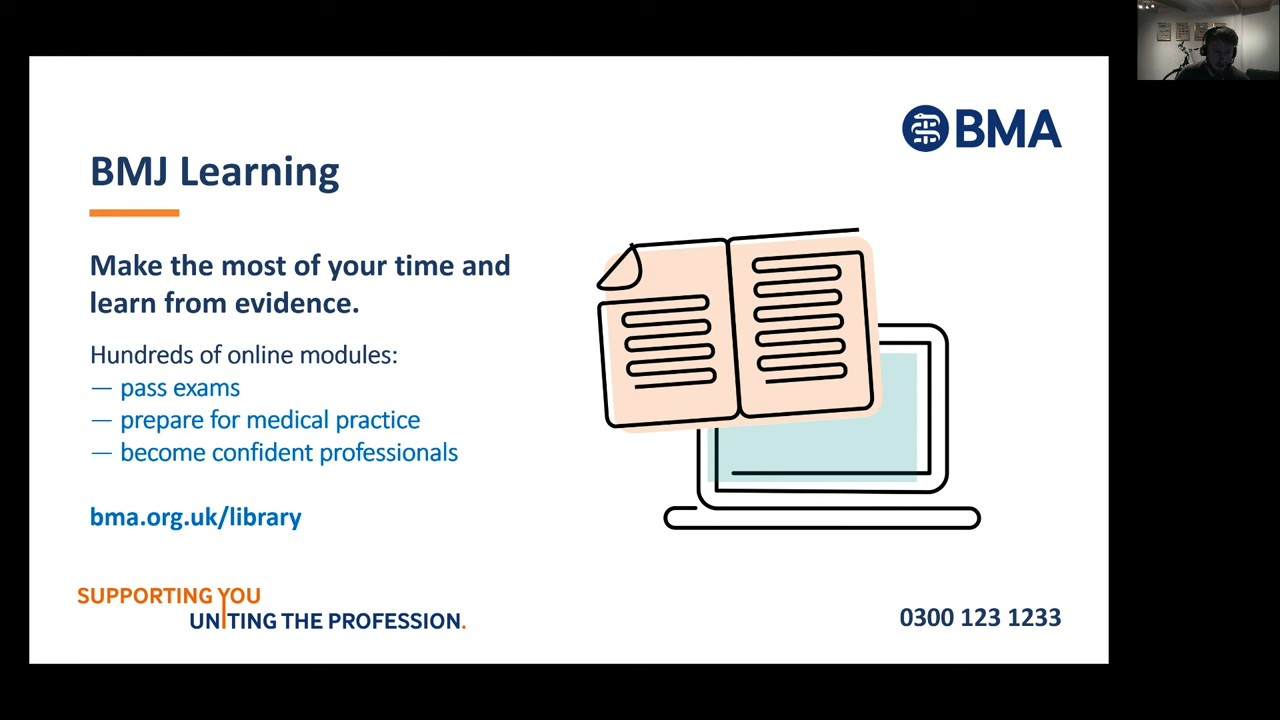 BMA
BMJ Learning
Make the most of your time and
learn from evidence.
Hundreds of online modules:
— pass exams
— prepare for medical practice
— become confident professionals
bma.org.uk/library
SUPPORTING YOU
UNITING THE PROFESSION.
0300 123 1233